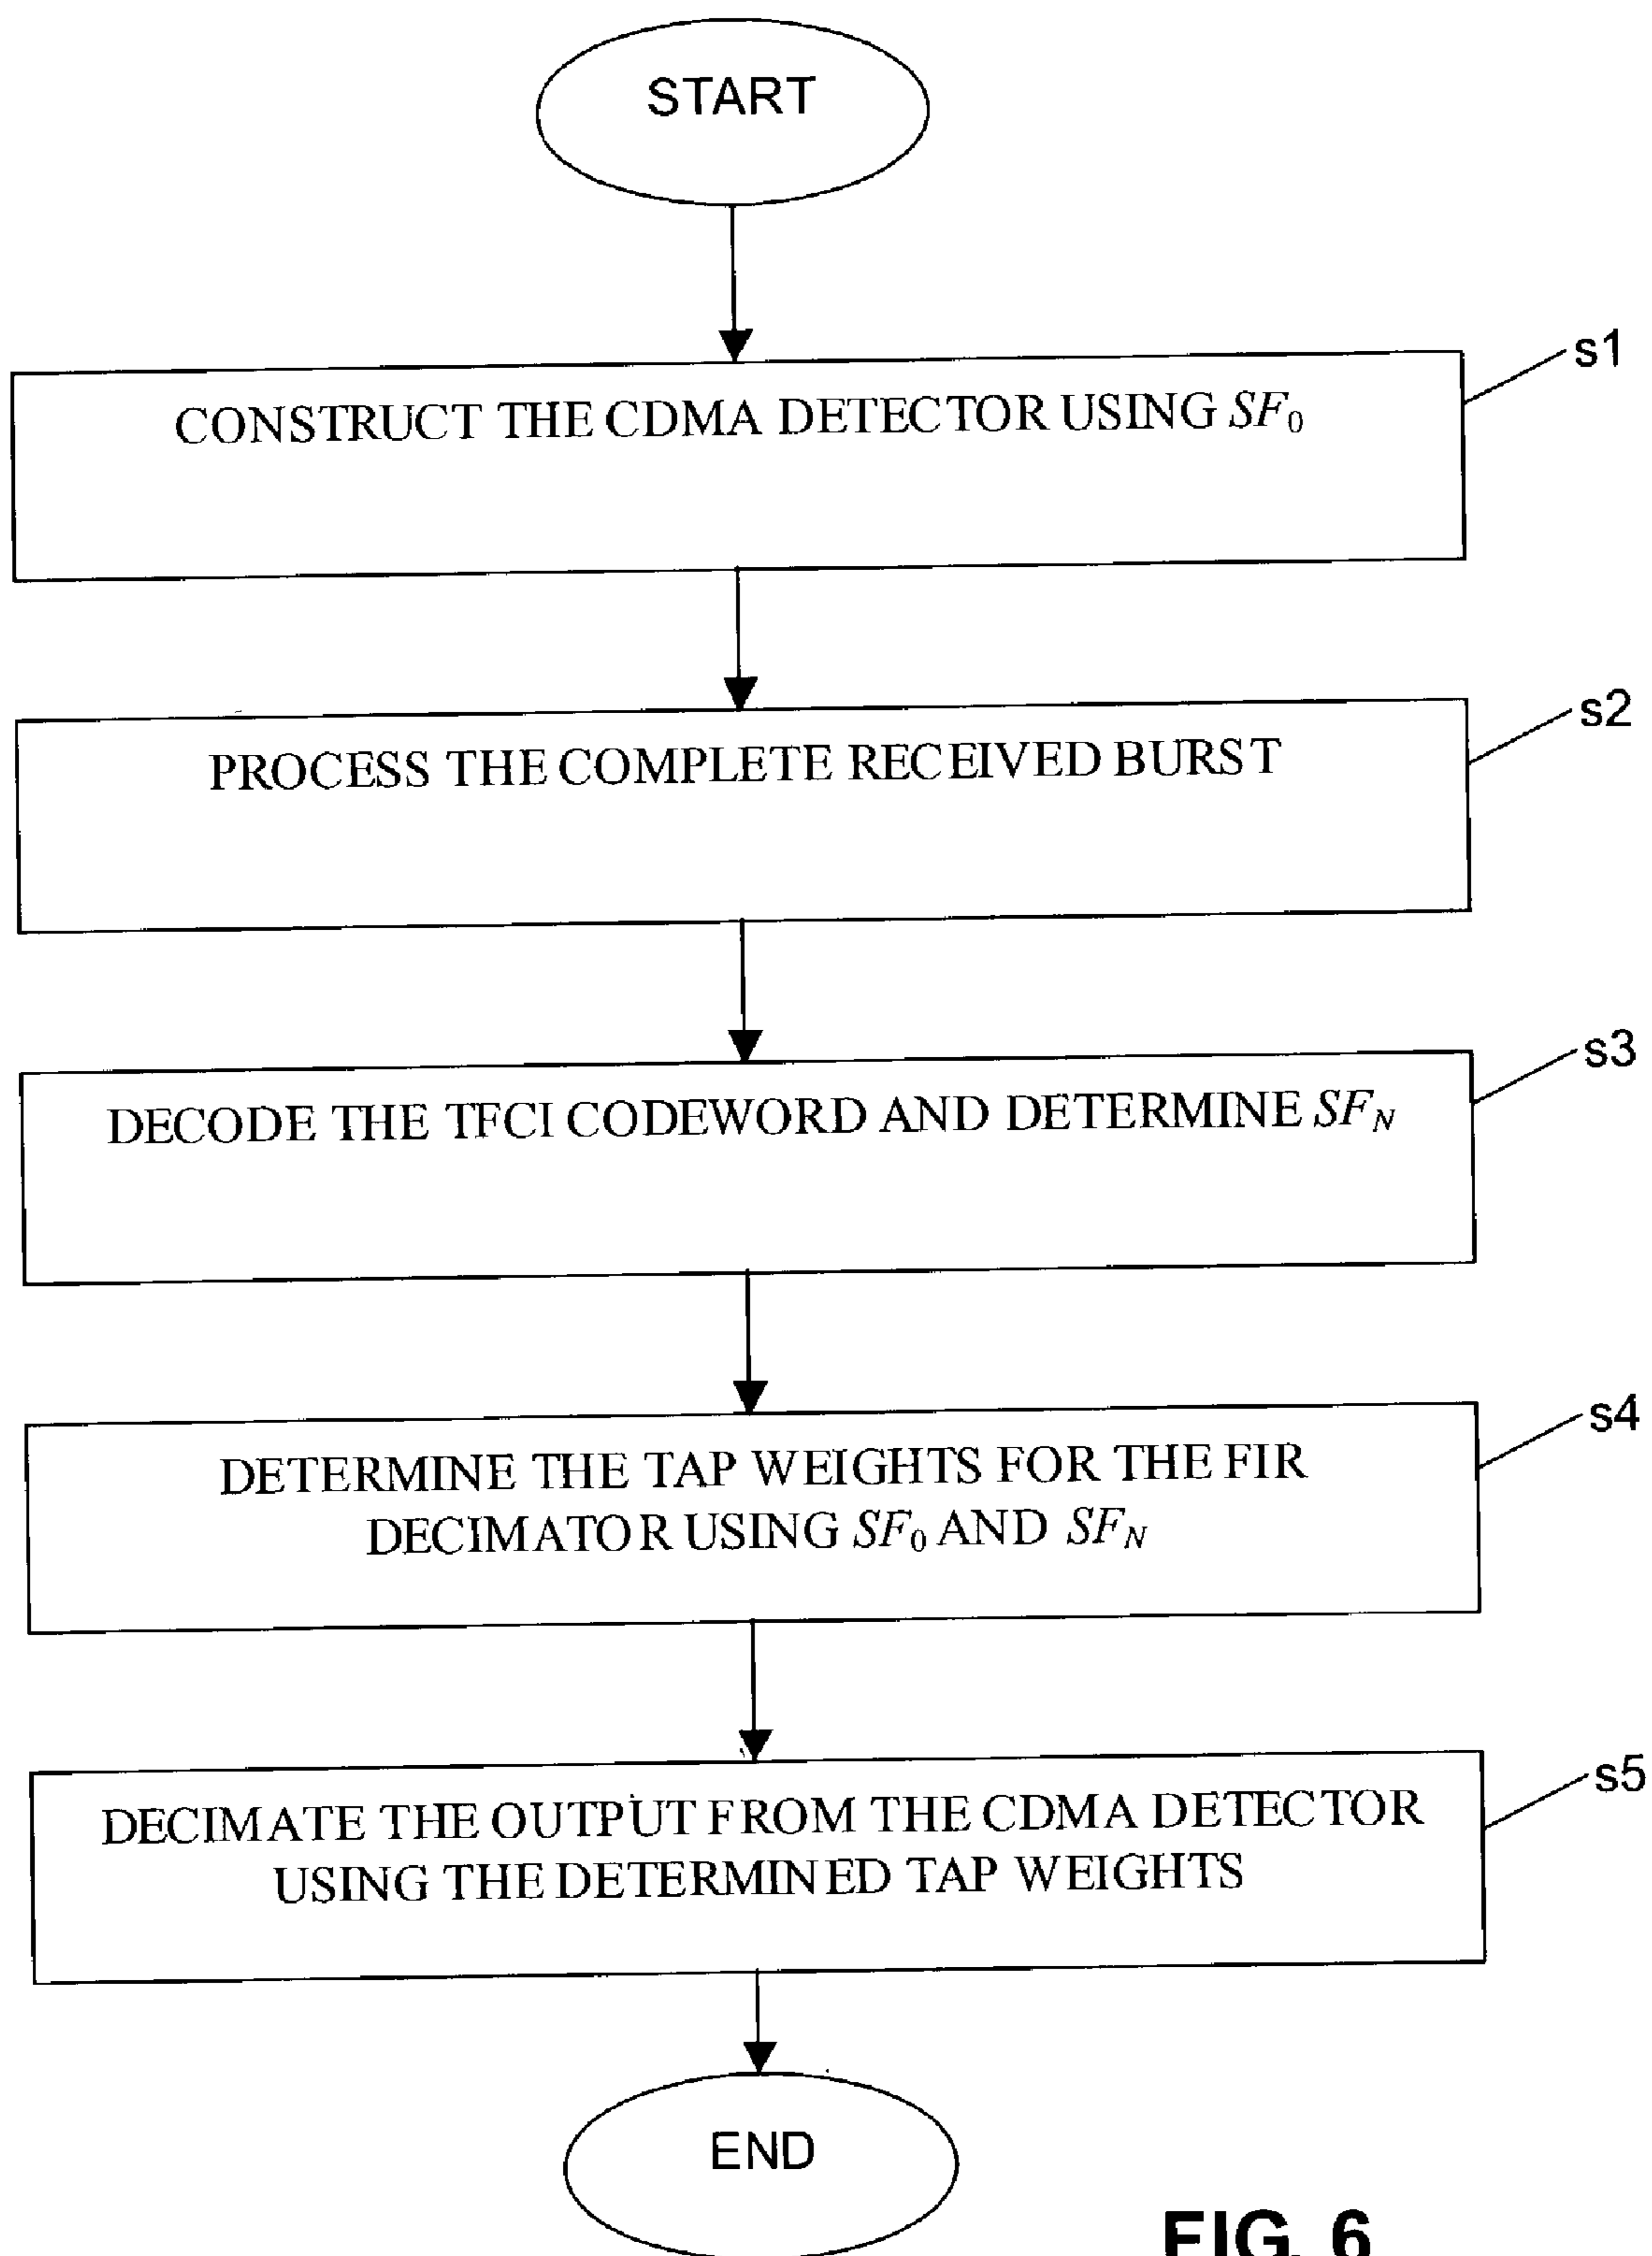 START
s1
CONSTRUCT THE CDMA DETECTOR USING SF₀
s2
PROCESS THE COMPLETE RECEIVED BURST
s3
DECODE THE TFCI CODEWORD AND DETERMINE SF_N
s4
DETERMINE THE TAP WEIGHTS FOR THE FIR
DECIMATOR USING SF₀ AND SF_N
s5
DECIMATE THE OUTPUT FROM THE CDMA DETECTOR
USING THE DETERMINED TAP WEIGHTS
END
FIG. 6